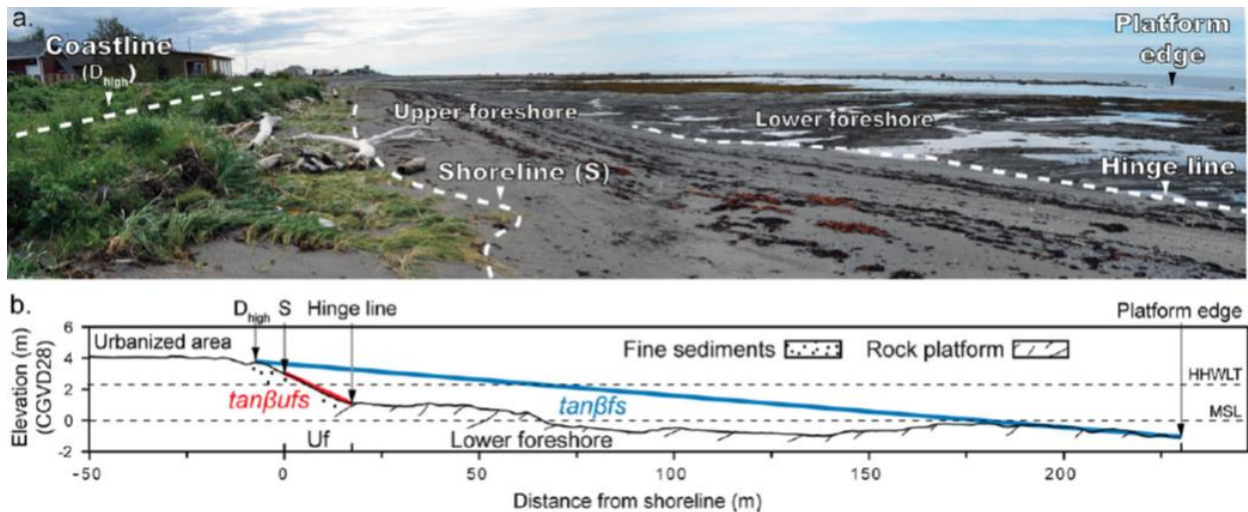 a.
Coastline
(D_high)
Upper foreshore
Shoreline (S)
Lower foreshore
Platform
edge
Hinge line
b.
D_high S Hinge line Platform edge
Elevation (m)
(CGVD28)
6
4
2
0
-2
Urbanized area
Fine sediments
Rock platform
HHWLT
MSL
tanβufs
tanβfs
Uf
Lower foreshore
-50 0 50 100 150 200
Distance from shoreline (m)